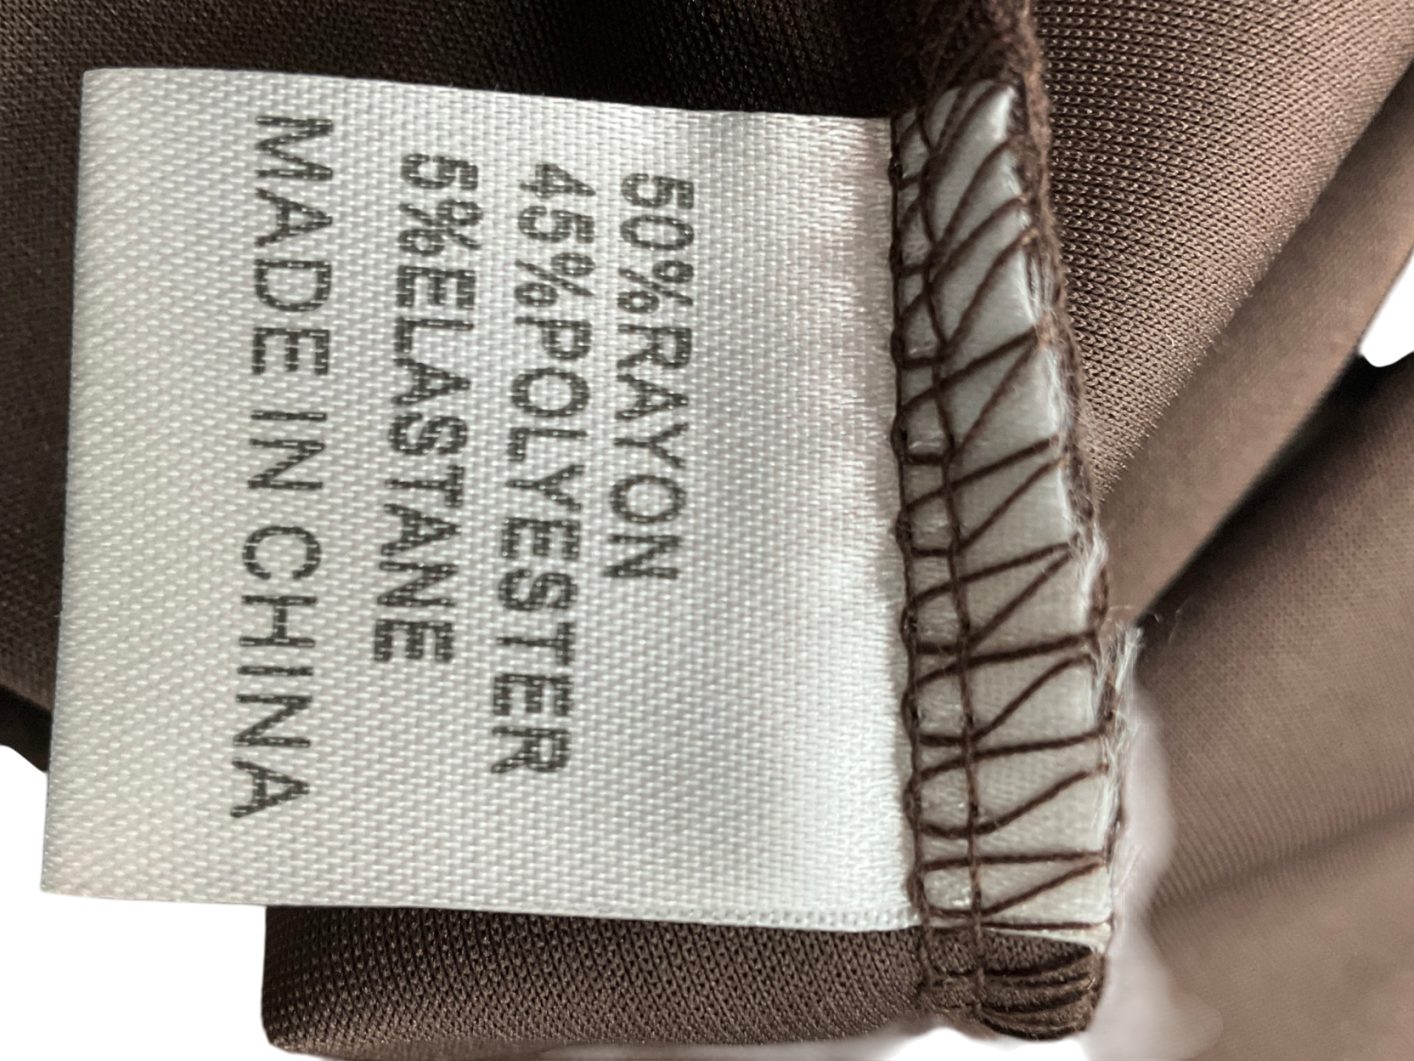 50%RAYON
45%POLYESTER
5%ELASTANE
MADE IN CHINA